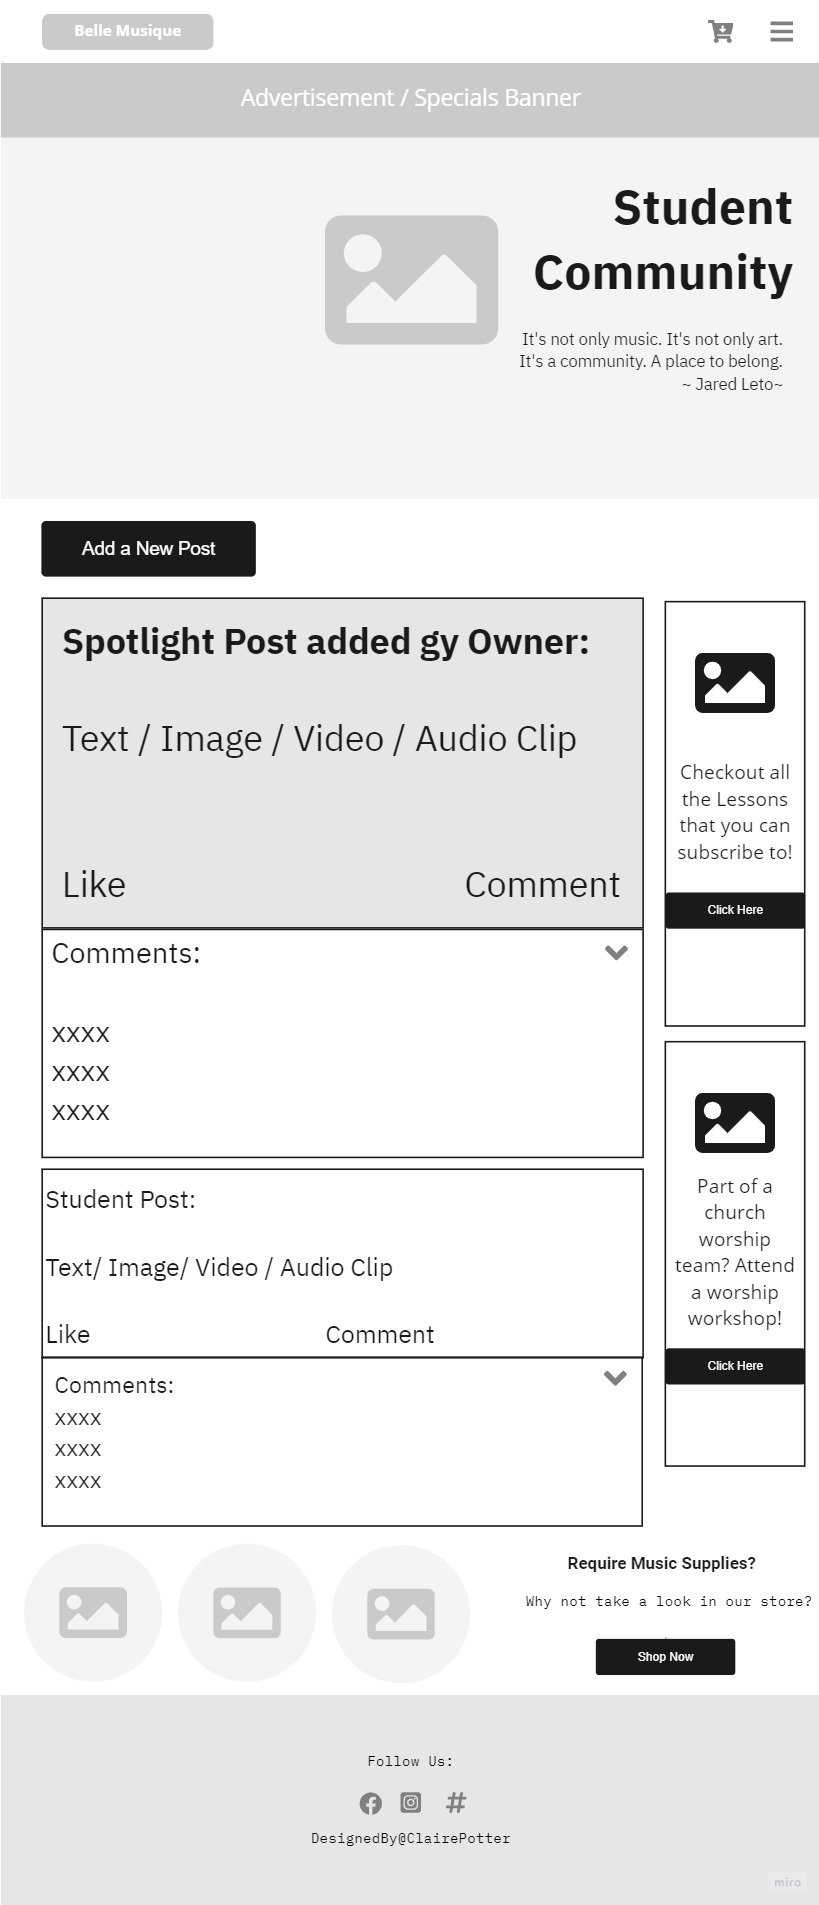 Belle Musique
Advertisement / Specials Banner
Student
Community
It's not only music. It's not only art.
It's a community. A place to belong.
~ Jared Leto~
Add a New Post
Spotlight Post added gy Owner:
Text / Image / Video / Audio Clip
Like Comment
Comments:
xxxx
xxxx
xxxx
Student Post:
Text/ Image/ Video / Audio Clip
Like Comment
Comments:
xxxx
xxxx
xxxx
Checkout all
the Lessons
that you can
subscribe to!
Click Here
Part of a
church
worship
team? Attend
a worship
workshop!
Click Here
Require Music Supplies?
Why not take a look in our store?
Shop Now
Follow Us:
#
DesignedBy@ClairePotter
miro